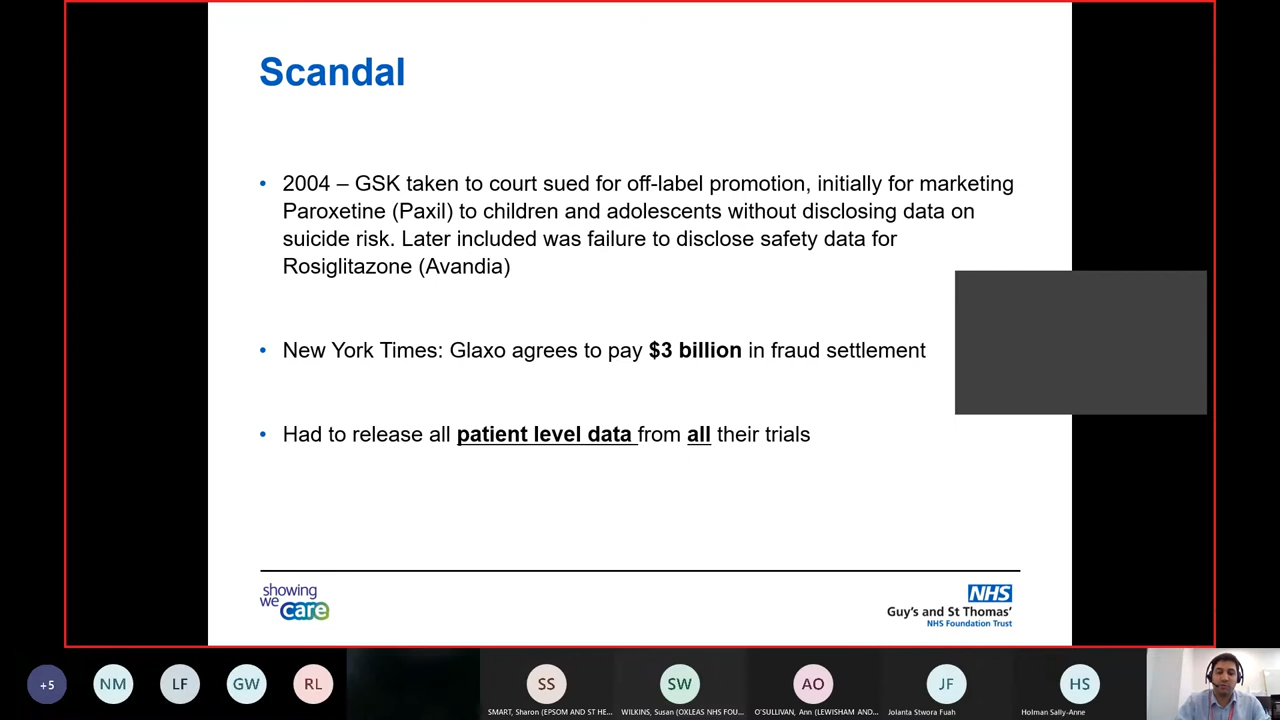 Scandal
• 2004 – GSK taken to court sued for off-label promotion, initially for marketing
Paroxetine (Paxil) to children and adolescents without disclosing data on
suicide risk. Later included was failure to disclose safety data for
Rosiglitazone (Avandia)
• New York Times: Glaxo agrees to pay $3 billion in fraud settlement
• Had to release all patient level data from all their trials
showing
we care
NHS
Guy's and St Thomas'
NHS Foundation Trust
+5
NM
LF
GW
RL
SS
SW
AO
JF
HS
SMART, Sharon (EPSOM AND ST HE...
WILKINS, Susan (OXLEAS NHS FOU...
O'SULLIVAN, Ann (LEWISHAM AND...
Jolanta Stwora Fuah
Holman Sally-Anne